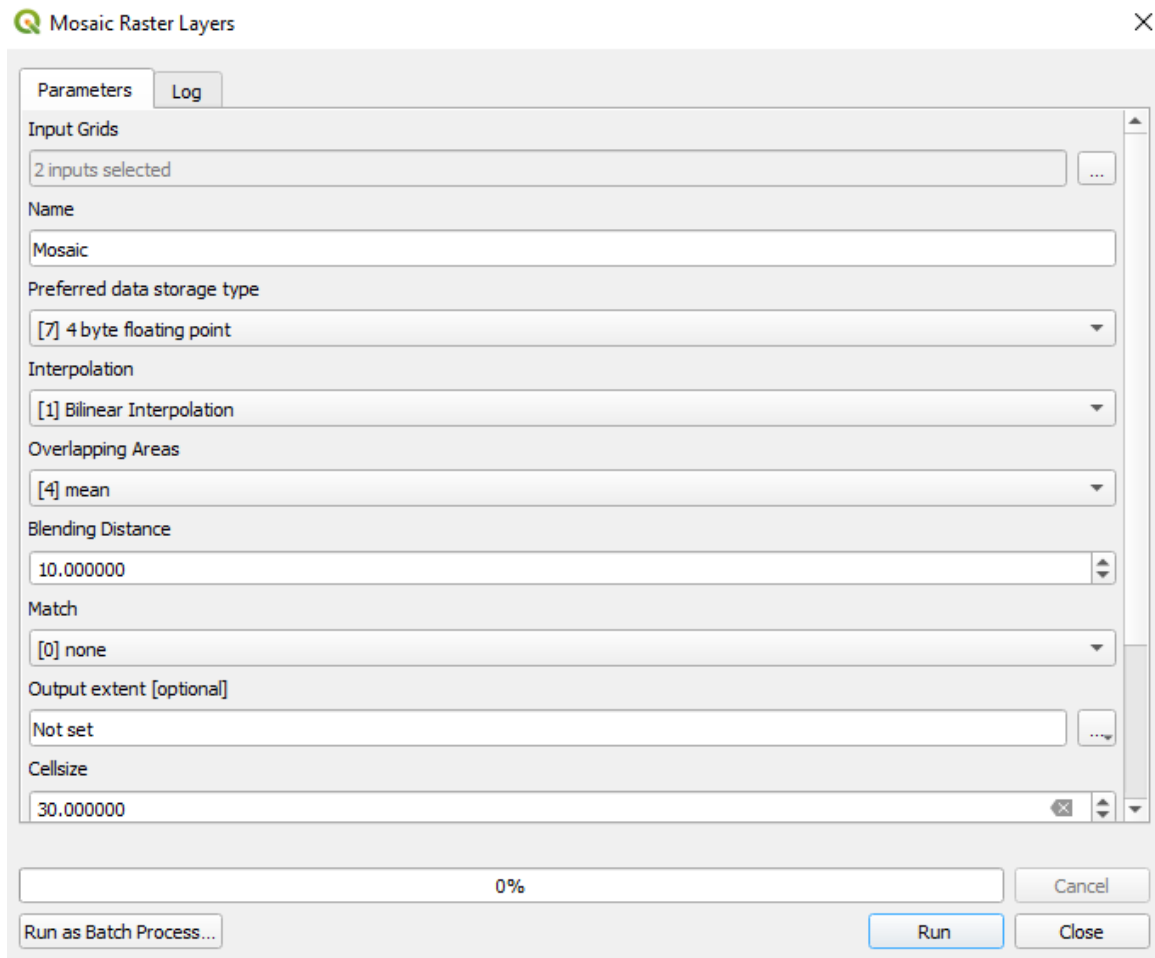 Mosaic Raster Layers
Parameters
Log
Input Grids
2 inputs selected
...
Name
Mosaic
Preferred data storage type
[7] 4 byte floating point
Interpolation
[1] Bilinear Interpolation
Overlapping Areas
[4] mean
Blending Distance
10.000000
Match
[0] none
Output extent [optional]
Not set
...
Cellsize
30.000000
0%
Cancel
Run as Batch Process...
Run
Close